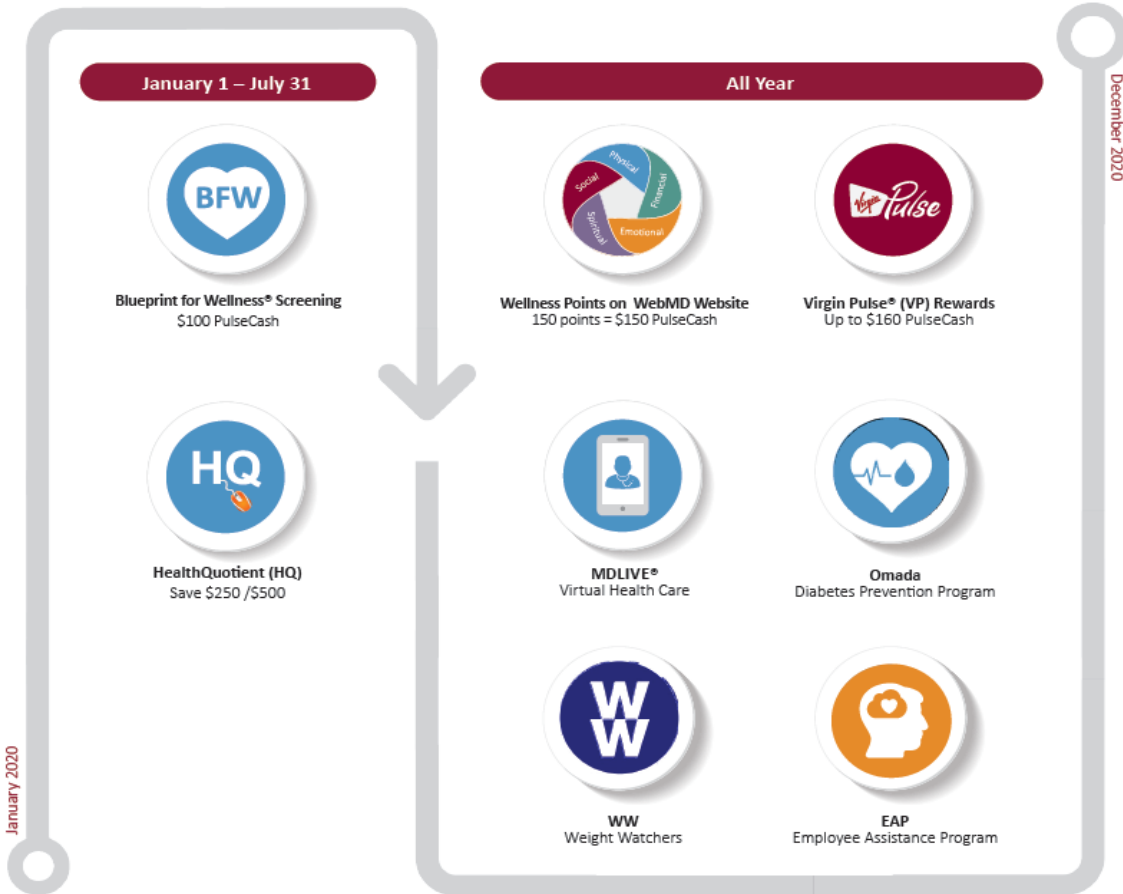 January 1 – July 31
BFW
Blueprint for Wellness® Screening
$100 PulseCash
HQ
HealthQuotient (HQ)
Save $250 /$500
January 2020
All Year
Physical
Social
Financial
Spiritual
Emotional
Wellness Points on WebMD Website
150 points = $150 PulseCash
Virgin Pulse
Virgin Pulse® (VP) Rewards
Up to $160 PulseCash
MDLIVE®
Virtual Health Care
Omada
Diabetes Prevention Program
W
W
WW
Weight Watchers
EAP
Employee Assistance Program
December 2020